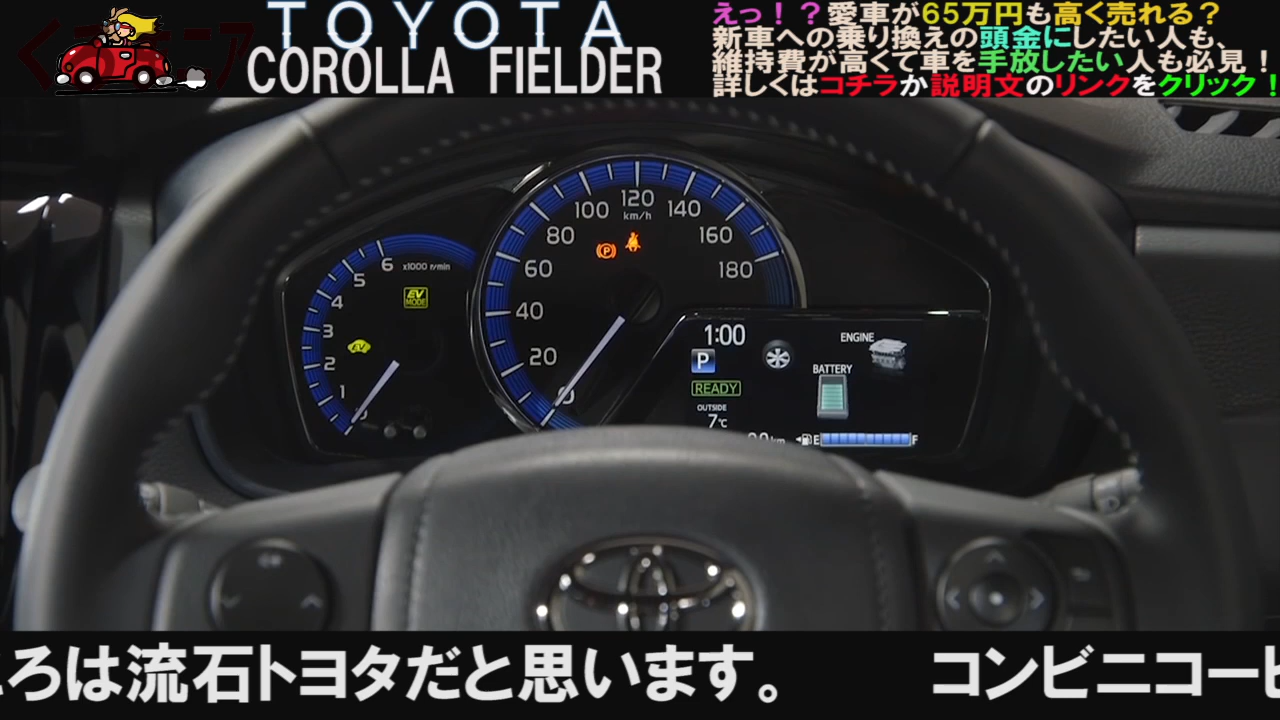 TOYOTA
COROLLA FIELDER
えっ！？愛車が65万円も高く売れる？
新車への乗り換えの頭金にしたい人も、
維持費が高くて車を手放したい人も必見！
詳しくはコチラか説明文のリンクをクリック！
120
km/h
100
140
80
160
60
180
40
20
0
6
x1000 r/min
5
4
3
2
1
0
EV
MODE
EV
P
1:00
P
READY
OUTSIDE
7℃
km
ENGINE
BATTERY
E
F
ろは流石トヨタだと思います。
コンビニコーヒ